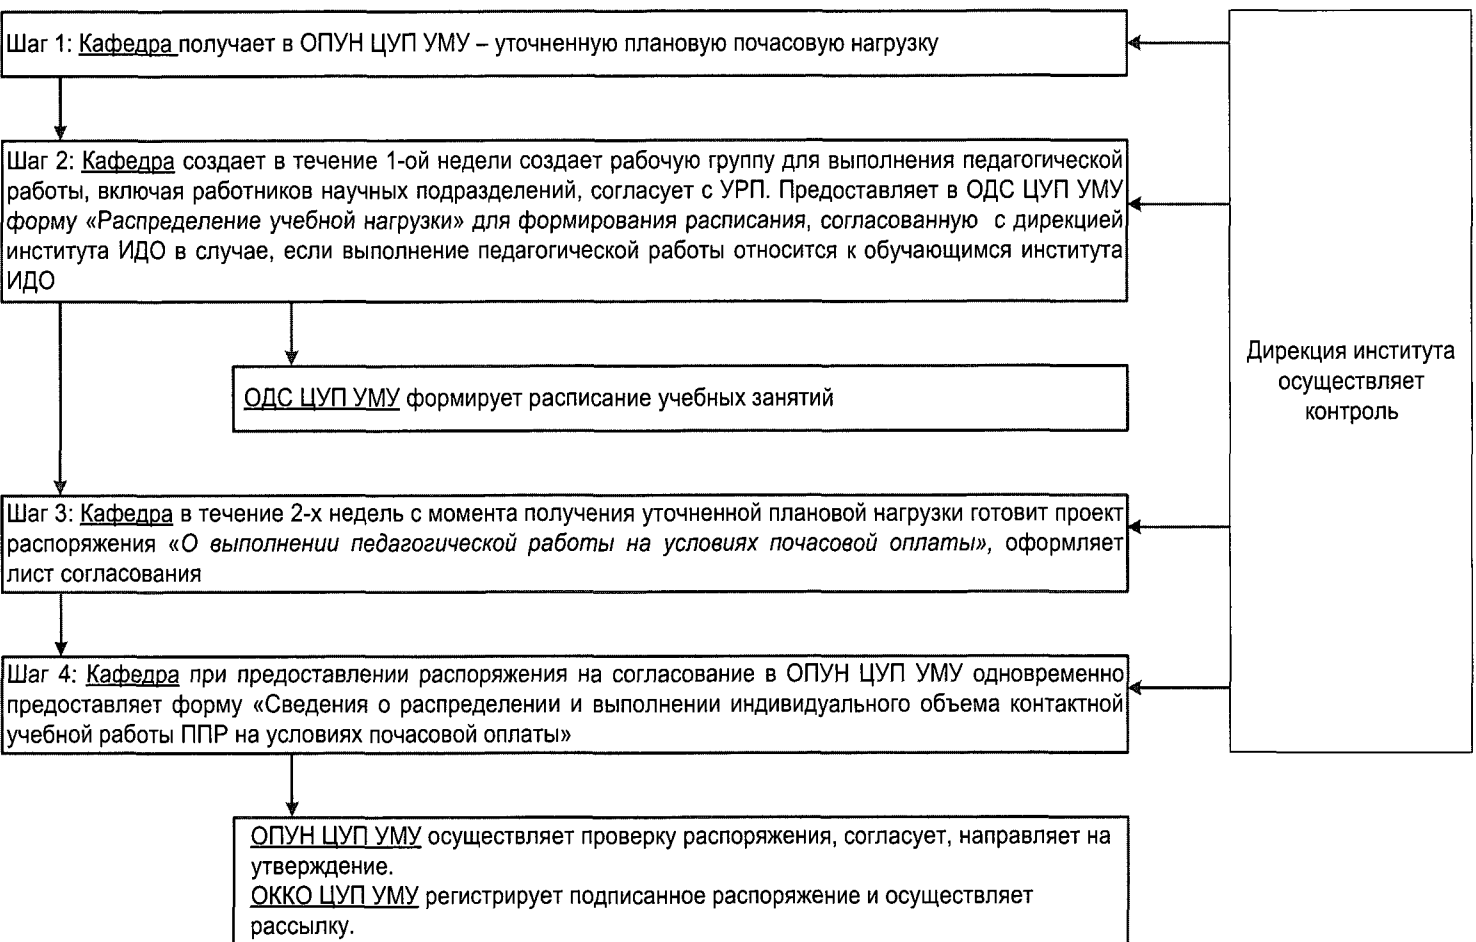 Шаг 1: Кафедра получает в ОПУН ЦУП УМУ – уточненную плановую почасовую нагрузку
Шаг 2: Кафедра создает в течение 1-ой недели создает рабочую группу для выполнения педагогической
работы, включая работников научных подразделений, согласует с УРП. Предоставляет в ОДС ЦУП УМУ
форму «Распределение учебной нагрузки» для формирования расписания, согласованную с дирекцией
института ИДО в случае, если выполнение педагогической работы относится к обучающимся института
ИДО
ОДС ЦУП УМУ формирует расписание учебных занятий
Шаг 3: Кафедра в течение 2-х недель с момента получения уточненной плановой нагрузки готовит проект
распоряжения «О выполнении педагогической работы на условиях почасовой оплаты», оформляет
лист согласования
Шаг 4: Кафедра при предоставлении распоряжения на согласование в ОПУН ЦУП УМУ одновременно
предоставляет форму «Сведения о распределении и выполнении индивидуального объема контактной
учебной работы ППР на условиях почасовой оплаты»
ОПУН ЦУП УМУ осуществляет проверку распоряжения, согласует, направляет на
утверждение.
ОККО ЦУП УМУ регистрирует подписанное распоряжение и осуществляет
рассылку.
Дирекция института
осуществляет
контроль